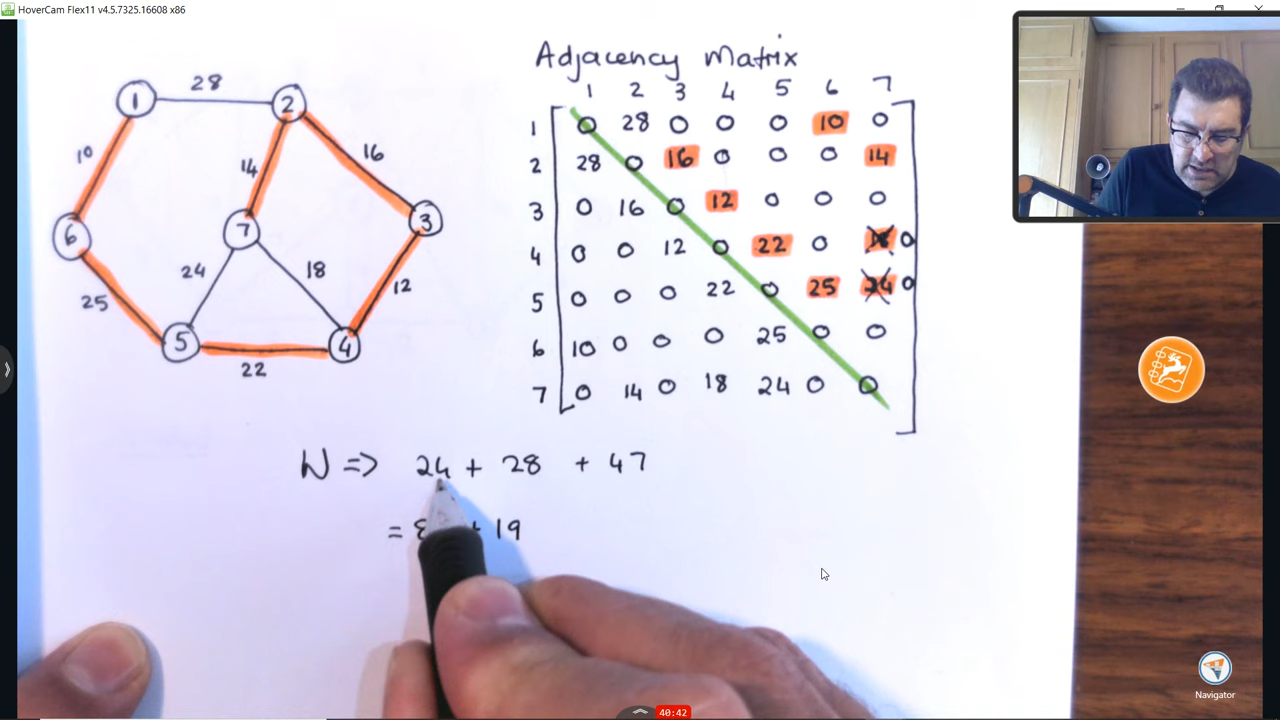 HoverCam Flex11 v4.5.7325.16608 x86
Adjacency Matrix
1 2 3 4 5 6 7
1 0 28 0 0 0 10 0
2 28 0 16 0 0 0 14
3 0 16 0 12 0 0 0
4 0 0 12 0 22 0 18 0
5 0 0 0 22 0 25 24 0
6 10 0 0 0 25 0 0
7 0 14 0 18 24 0 0
1
28
2
10
14
16
6
7
3
24
18
25
12
5
4
22
W => 24 + 28 + 47
= + 19
40:42
Navigator